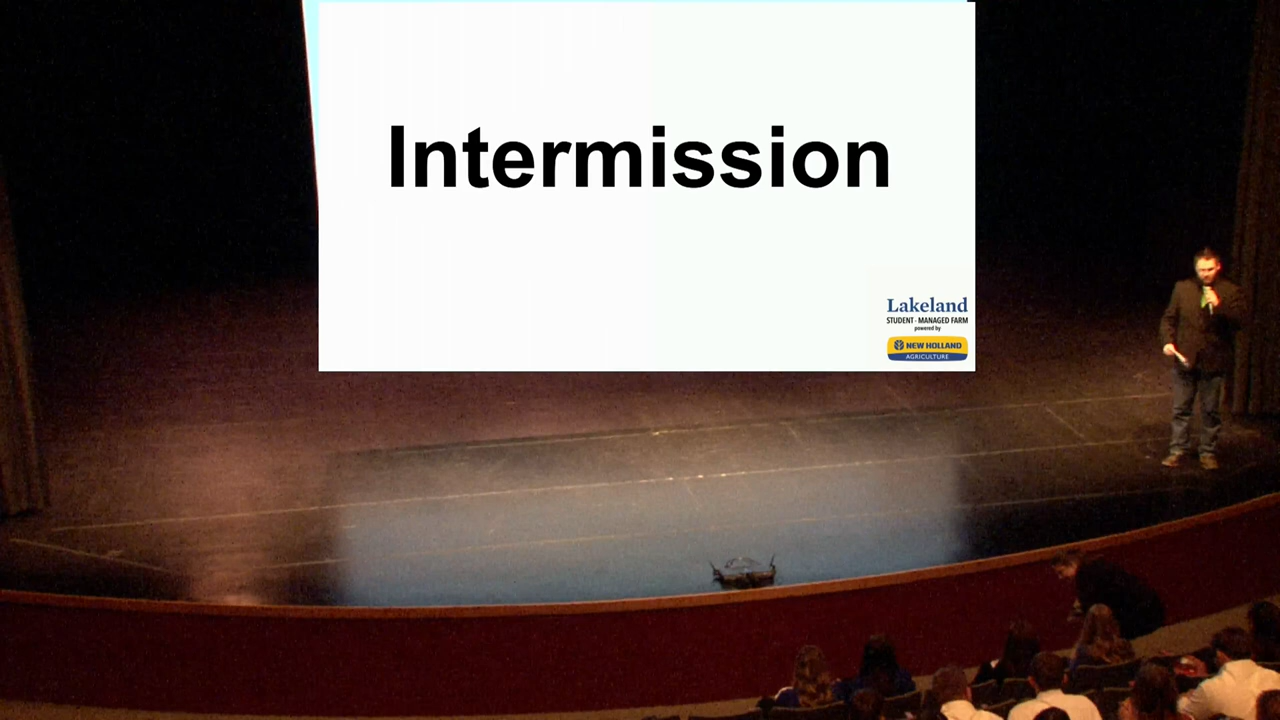 Intermission
Lakeland
STUDENT-MANAGED FARM
powered by
NEW HOLLAND
AGRICULTURE